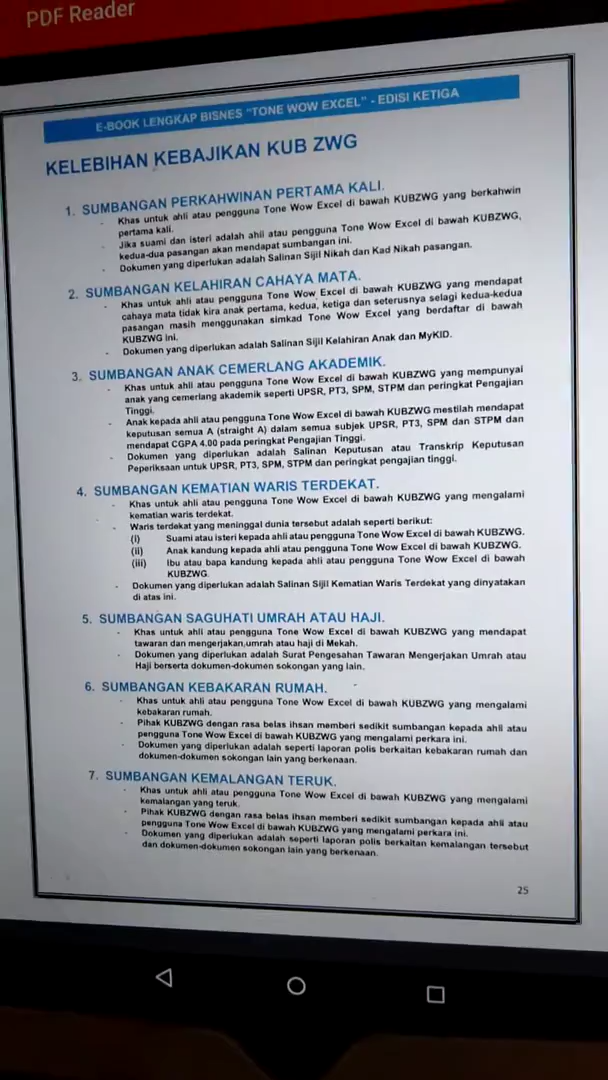 PDF Reader
E-BOOK LENGKAP BISNES "TONE WOW EXCEL" - EDISI KETIGA
KELEBIHAN KEBAJIKAN KUB ZWG
1. SUMBANGAN PERKAHWINAN PERTAMA KALI.
- Khas untuk ahli atau pengguna Tone Wow Excel di bawah KUBZWG yang berkahwin
pertama kali.
- Jika suami dan isteri adalah ahli atau pengguna Tone Wow Excel di bawah KUBZWG,
kedua-dua pasangan akan mendapat sumbangan ini.
- Dokumen yang diperlukan adalah Salinan Sijil Nikah dan Kad Nikah pasangan.
2. SUMBANGAN KELAHIRAN CAHAYA MATA.
- Khas untuk ahli atau pengguna Tone Wow Excel di bawah KUBZWG yang mendapat
cahaya mata tidak kira anak pertama, kedua, ketiga dan seterusnya selagi kedua-kedua
pasangan masih menggunakan simkad Tone Wow Excel yang berdaftar di bawah
KUBZWG ini.
- Dokumen yang diperlukan adalah Salinan Sijil Kelahiran Anak dan MyKID.
3. SUMBANGAN ANAK CEMERLANG AKADEMIK.
- Khas untuk ahli atau pengguna Tone Wow Excel di bawah KUBZWG yang mempunyai
anak yang cemerlang akademik seperti UPSR, PT3, SPM, STPM dan peringkat Pengajian
Tinggi.
- Anak kepada ahli atau pengguna Tone Wow Excel di bawah KUBZWG mestilah mendapat
keputusan semua A (straight A) dalam semua subjek UPSR, PT3, SPM dan STPM dan
mendapat CGPA 4.00 pada peringkat Pengajian Tinggi.
- Dokumen yang diperlukan adalah Salinan Keputusan atau Transkrip Keputusan
Peperiksaan untuk UPSR, PT3, SPM, STPM dan peringkat pengajian tinggi.
4. SUMBANGAN KEMATIAN WARIS TERDEKAT.
- Khas untuk ahli atau pengguna Tone Wow Excel di bawah KUBZWG yang mengalami
kematian waris terdekat.
- Waris terdekat yang meninggal dunia tersebut adalah seperti berikut:
(i) Suami atau isteri kepada ahli atau pengguna Tone Wow Excel di bawah KUBZWG.
(ii) Anak kandung kepada ahli atau pengguna Tone Wow Excel di bawah KUBZWG.
(iii) Ibu atau bapa kandung kepada ahli atau pengguna Tone Wow Excel di bawah
KUBZWG.
- Dokumen yang diperlukan adalah Salinan Sijil Kematian Waris Terdekat yang dinyatakan
di atas ini.
5. SUMBANGAN SAGUHATI UMRAH ATAU HAJI.
- Khas untuk ahli atau pengguna Tone Wow Excel di bawah KUBZWG yang mendapat
tawaran dan mengerjakan umrah atau haji di Mekah.
- Dokumen yang diperlukan adalah Surat Pengesahan Tawaran Mengerjakan Umrah atau
Haji berserta dokumen-dokumen sokongan yang lain.
6. SUMBANGAN KEBAKARAN RUMAH.
- Khas untuk ahli atau pengguna Tone Wow Excel di bawah KUBZWG yang mengalami
kebakaran rumah.
- Pihak KUBZWG dengan rasa belas ihsan memberi sedikit sumbangan kepada ahli atau
pengguna Tone Wow Excel di bawah KUBZWG yang mengalami perkara ini.
- Dokumen yang diperlukan adalah seperti laporan polis berkaitan kebakaran rumah dan
dokumen-dokumen sokongan lain yang berkenaan.
7. SUMBANGAN KEMALANGAN TERUK.
- Khas untuk ahli atau pengguna Tone Wow Excel di bawah KUBZWG yang mengalami
kemalangan yang teruk.
- Pihak KUBZWG dengan rasa belas ihsan memberi sedikit sumbangan kepada ahli atau
pengguna Tone Wow Excel di bawah KUBZWG yang mengalami perkara ini.
- Dokumen yang diperlukan adalah seperti laporan polis berkaitan kemalangan tersebut
dan dokumen-dokumen sokongan lain yang berkenaan.
25